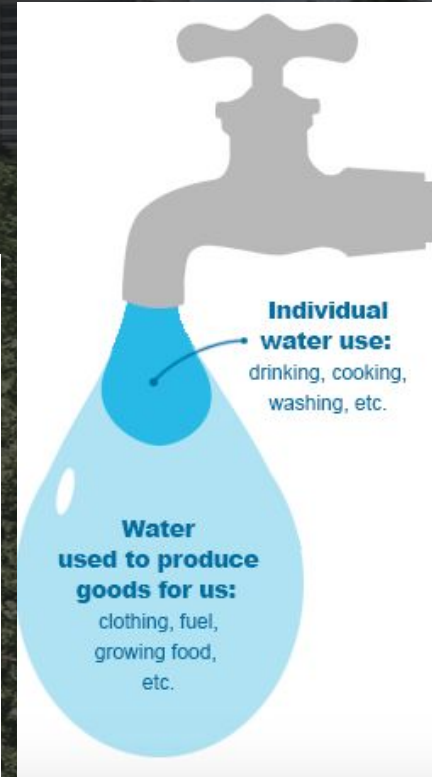 Individual
water use:
drinking, cooking,
washing, etc.
Water
used to produce
goods for us:
clothing, fuel,
growing food,
etc.